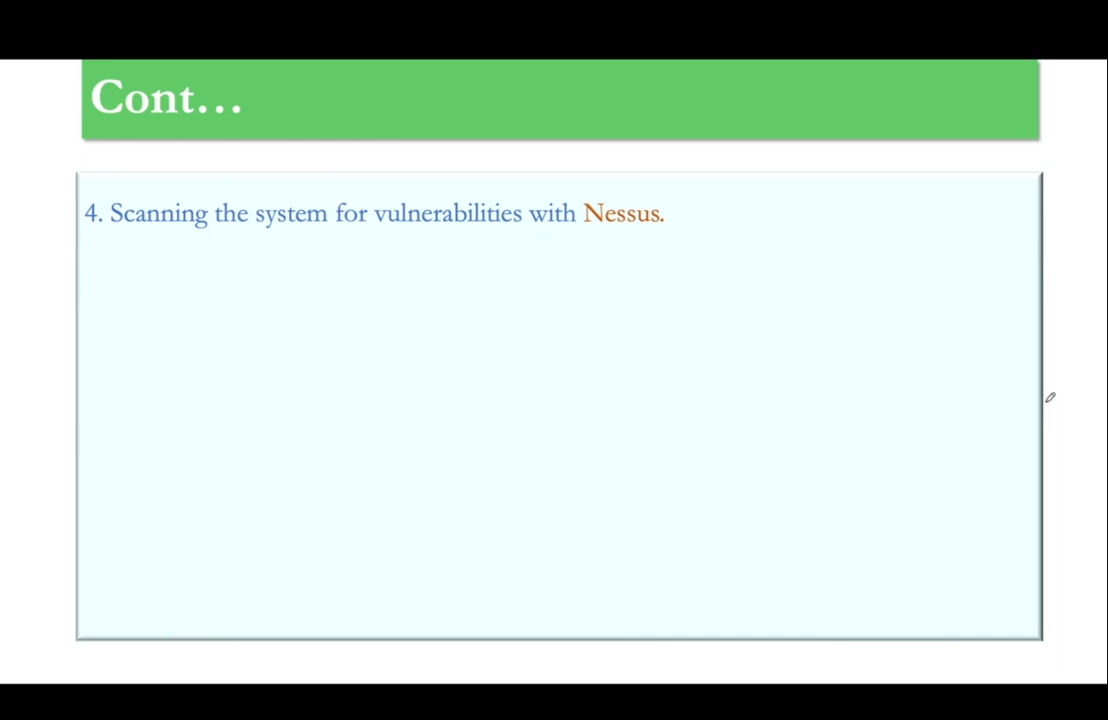 Cont...
4. Scanning the system for vulnerabilities with Nessus.